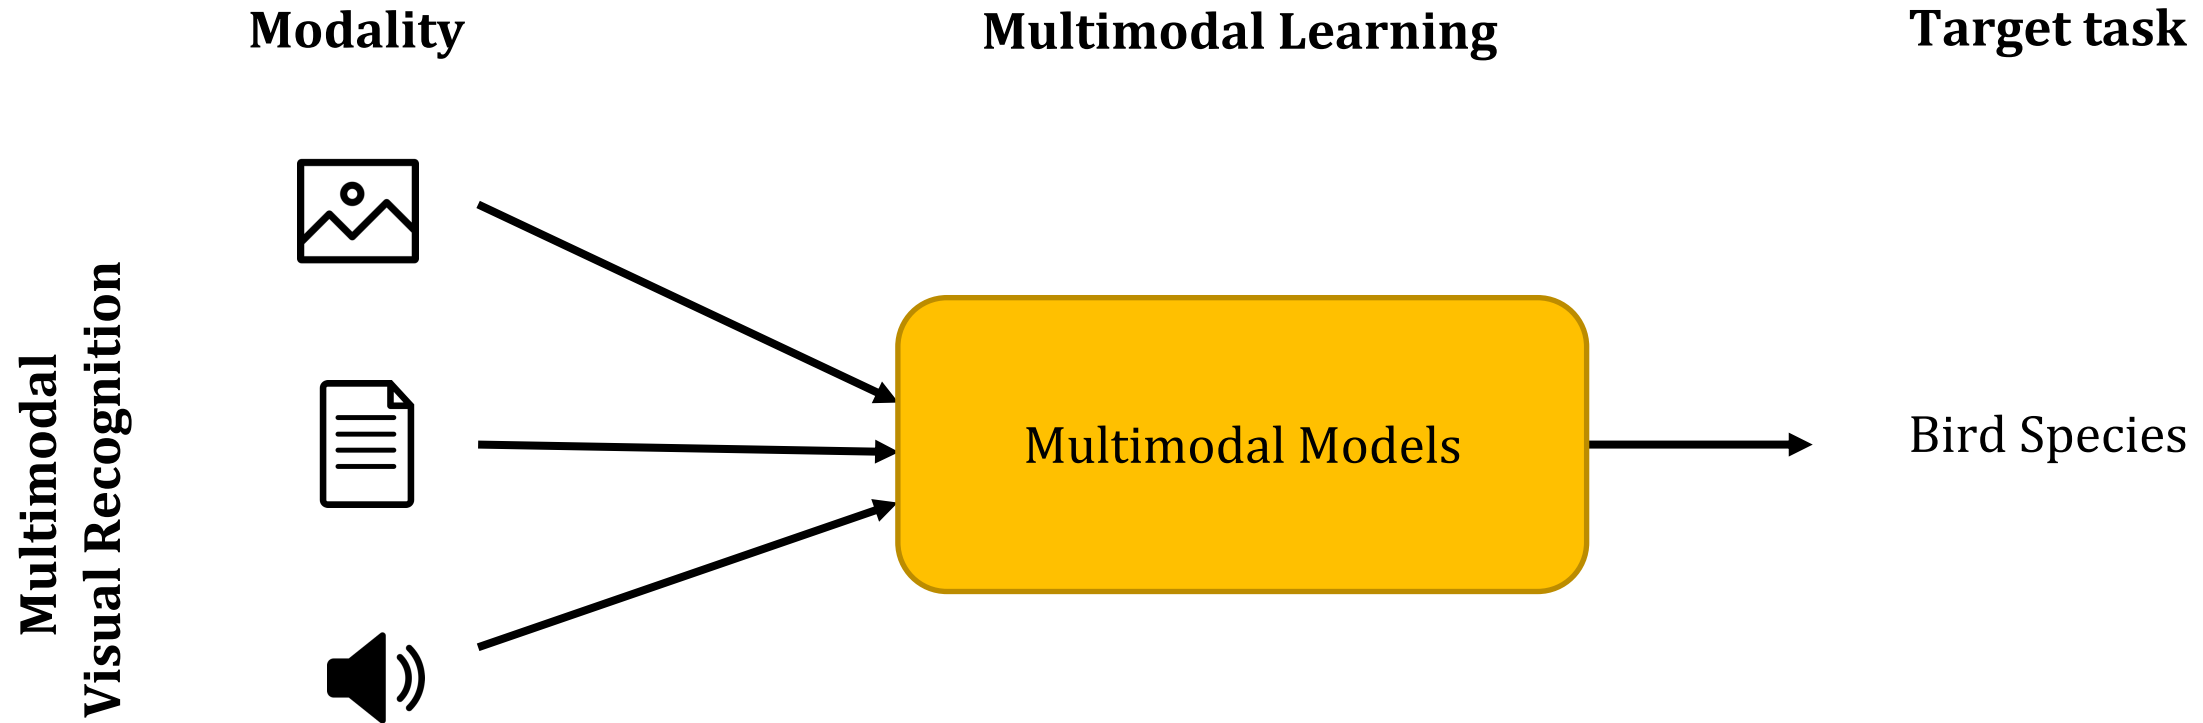 Modality
Multimodal Learning
Target task
Multimodal
Visual Recognition
Multimodal Models
Bird Species